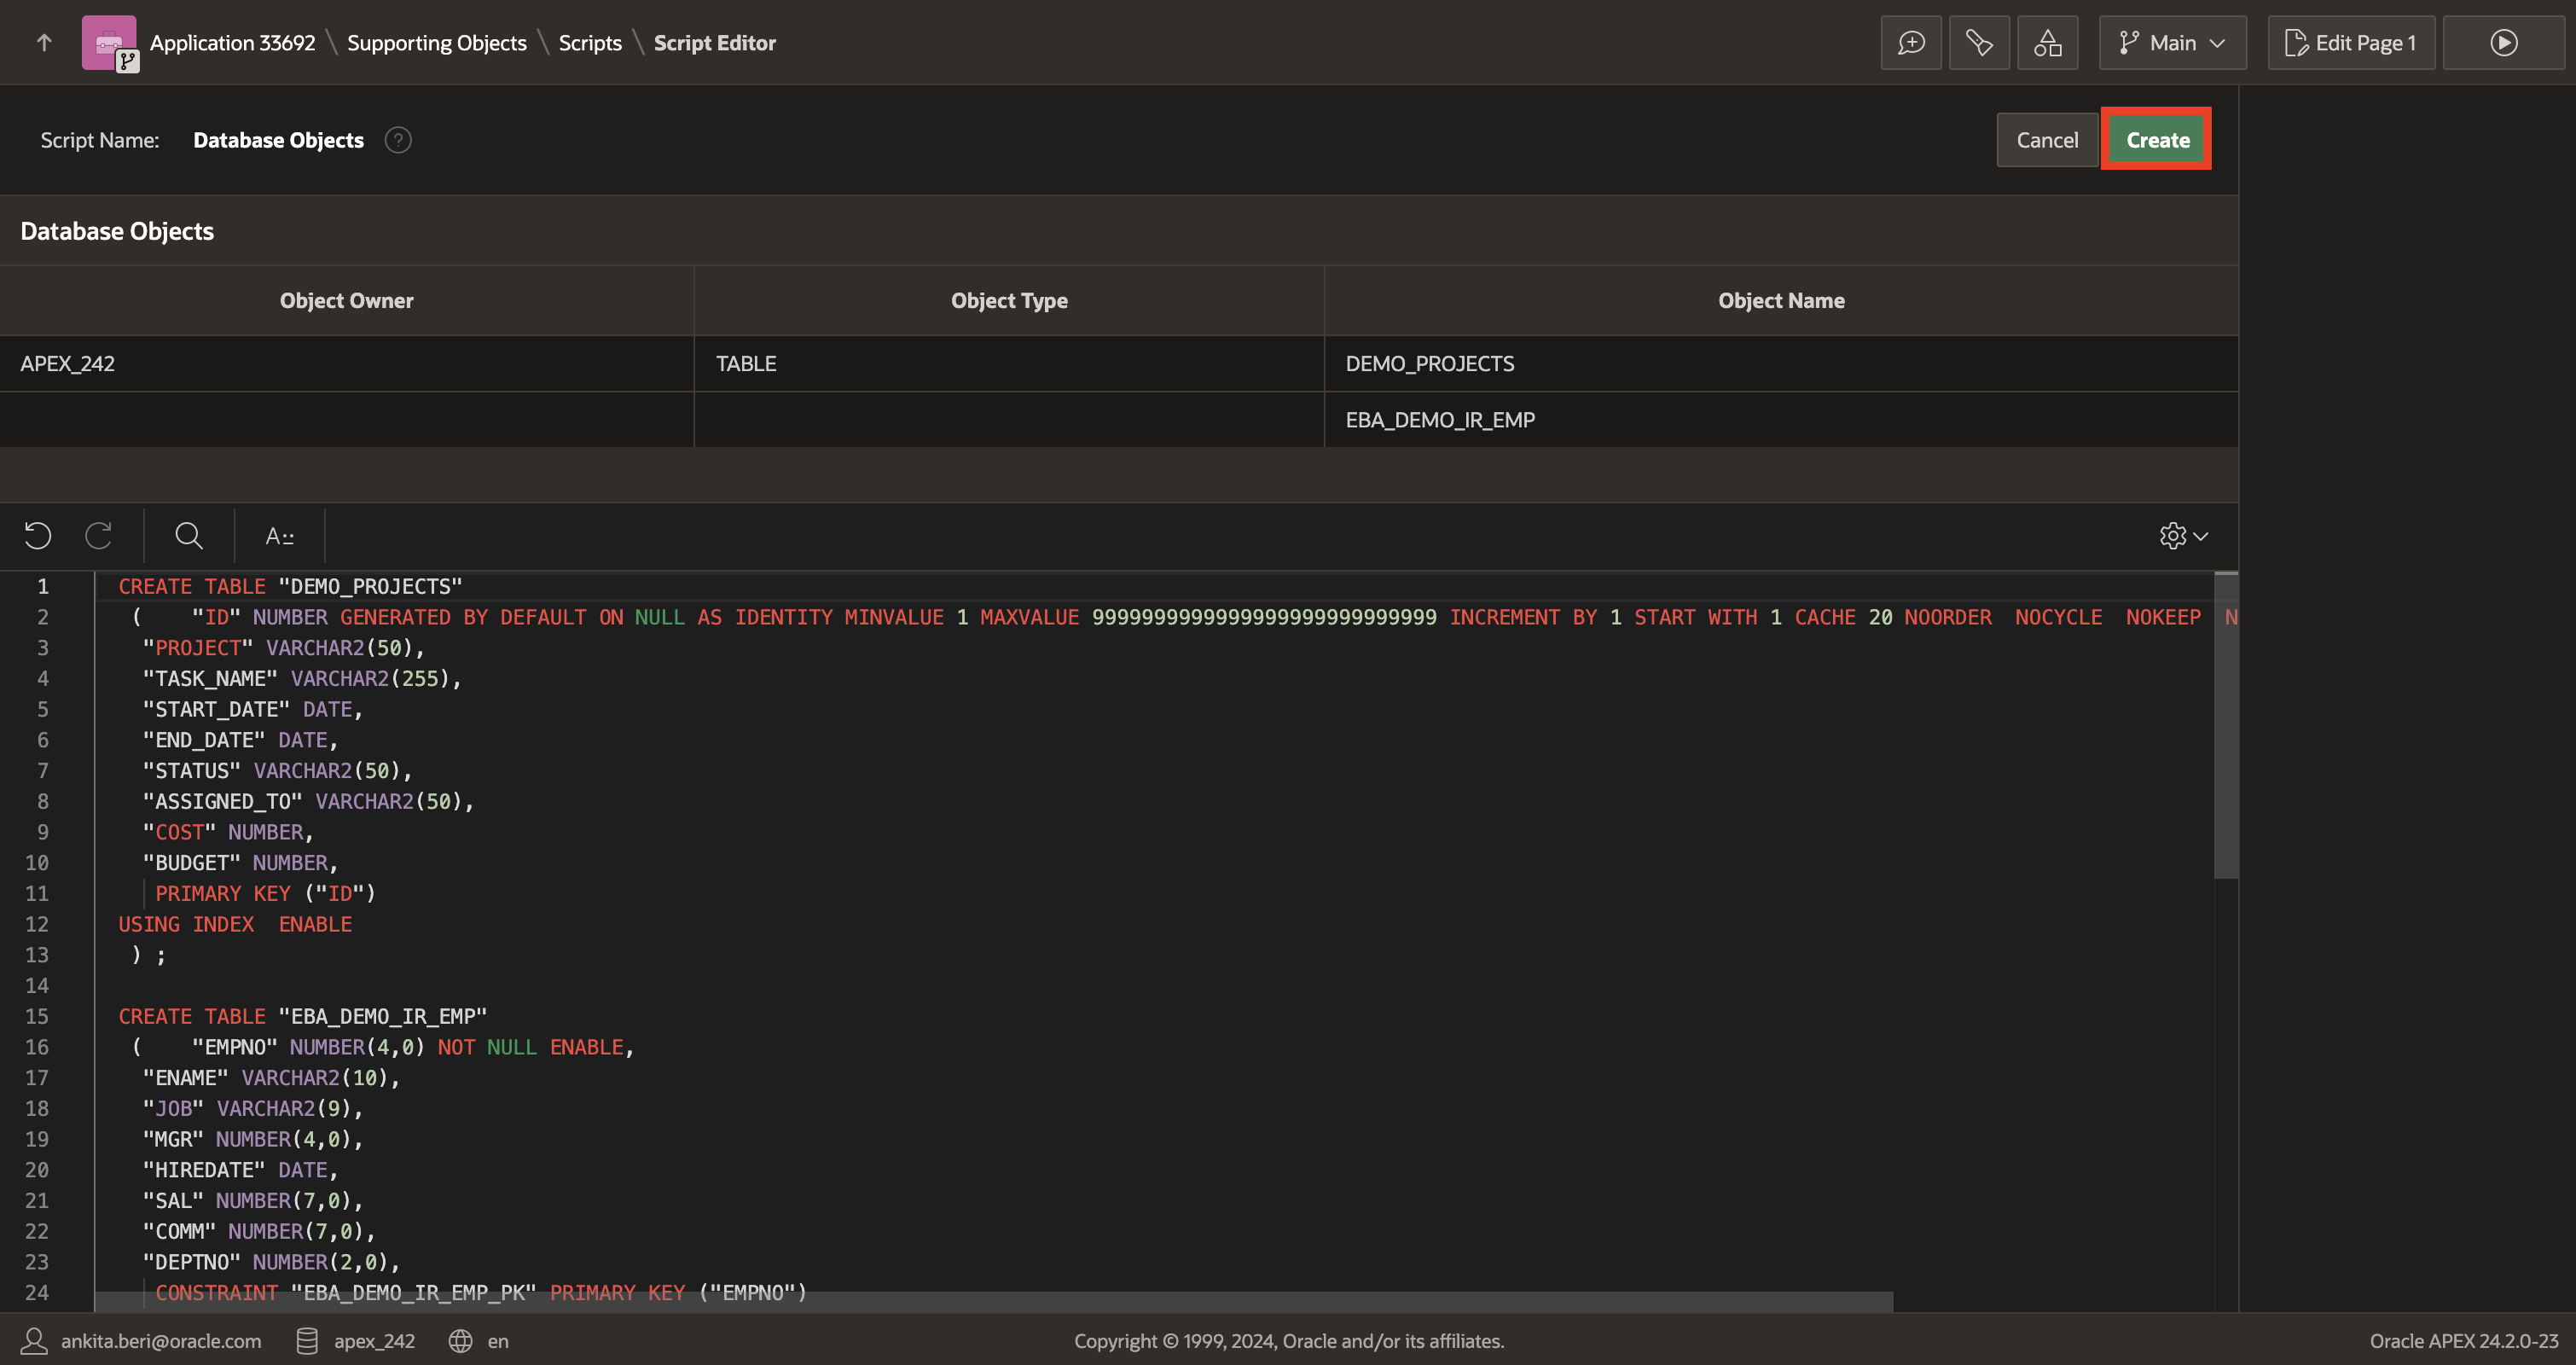 Application 33692 \ Supporting Objects \ Scripts \ Script Editor
Main
Edit Page 1
Script Name: Database Objects ?
Cancel
Create
Database Objects
Object Owner Object Type Object Name
APEX_242 TABLE DEMO_PROJECTS
EBA_DEMO_IR_EMP
1 CREATE TABLE "DEMO_PROJECTS"
2 ( "ID" NUMBER GENERATED BY DEFAULT ON NULL AS IDENTITY MINVALUE 1 MAXVALUE 9999999999999999999999999999 INCREMENT BY 1 START WITH 1 CACHE 20 NOORDER NOCYCLE NOKEEP N
3 "PROJECT" VARCHAR2(50),
4 "TASK_NAME" VARCHAR2(255),
5 "START_DATE" DATE,
6 "END_DATE" DATE,
7 "STATUS" VARCHAR2(50),
8 "ASSIGNED_TO" VARCHAR2(50),
9 "COST" NUMBER,
10 "BUDGET" NUMBER,
11 PRIMARY KEY ("ID")
12 USING INDEX ENABLE
13 ) ;
14
15 CREATE TABLE "EBA_DEMO_IR_EMP"
16 ( "EMPNO" NUMBER(4,0) NOT NULL ENABLE,
17 "ENAME" VARCHAR2(10),
18 "JOB" VARCHAR2(9),
19 "MGR" NUMBER(4,0),
20 "HIREDATE" DATE,
21 "SAL" NUMBER(7,0),
22 "COMM" NUMBER(7,0),
23 "DEPTNO" NUMBER(2,0),
24 CONSTRAINT "EBA_DEMO_IR_EMP_PK" PRIMARY KEY ("EMPNO")
ankita.beri@oracle.com apex_242 en Copyright © 1999, 2024, Oracle and/or its affiliates. Oracle APEX 24.2.0-23